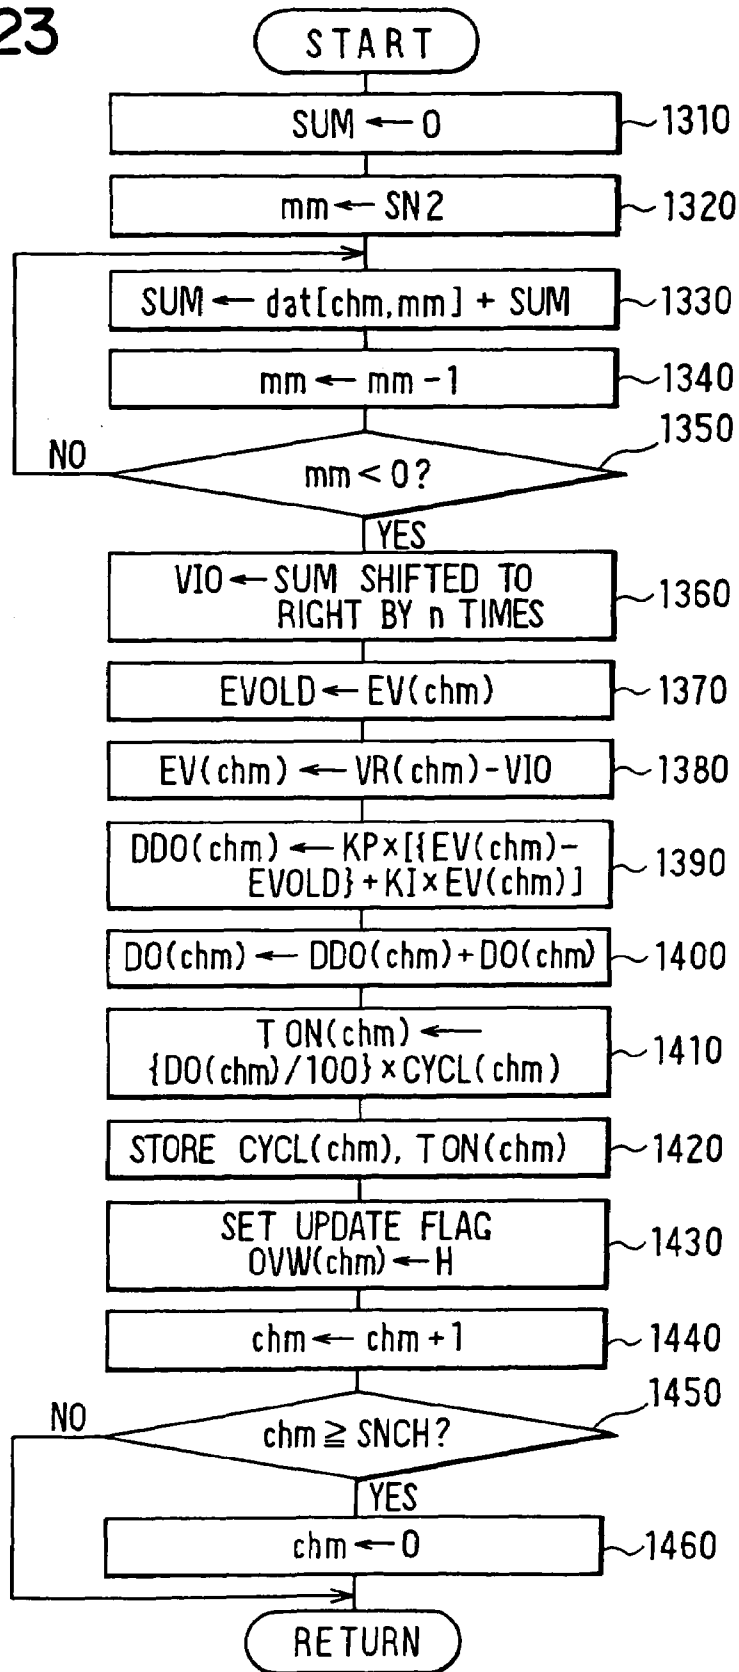 23
START
SUM ← 0
1310
mm ← SN2
1320
SUM ← dat[chm,mm] + SUM
1330
mm ← mm -1
1340
1350
NO
mm < 0?
YES
VIO ← SUM SHIFTED TO
RIGHT BY n TIMES
1360
EVOLD ← EV(chm)
1370
EV(chm) ← VR(chm)-VIO
1380
DDO(chm) ← KP×[{EV(chm)-
EVOLD}+KI×EV(chm)]
1390
DO(chm) ← DDO(chm)+DO(chm)
1400
TON(chm) ←
{DO(chm)/100}×CYCL(chm)
1410
STORE CYCL(chm), TON(chm)
1420
SET UPDATE FLAG
OVW(chm) ← H
1430
chm ← chm +1
1440
1450
NO
chm ≧ SNCH?
YES
chm ← 0
1460
RETURN